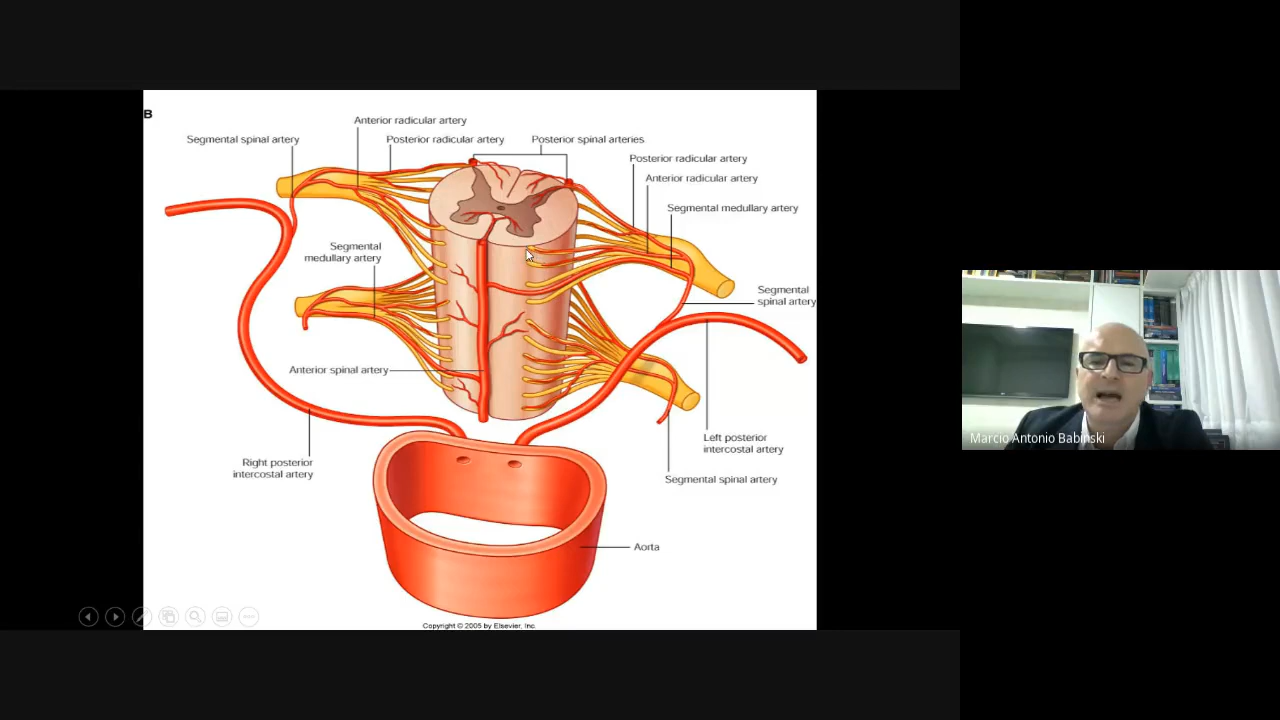 B
Anterior radicular artery
Segmental spinal artery
Posterior radicular artery
Posterior spinal arteries
Posterior radicular artery
Anterior radicular artery
Segmental medullary artery
Segmental
medullary artery
Segmental
spinal artery
Anterior spinal artery
Left posterior
intercostal artery
Right posterior
intercostal artery
Segmental spinal artery
Aorta
Copyright © 2005 by Elsevier, Inc.
Marcio Antonio Babinski